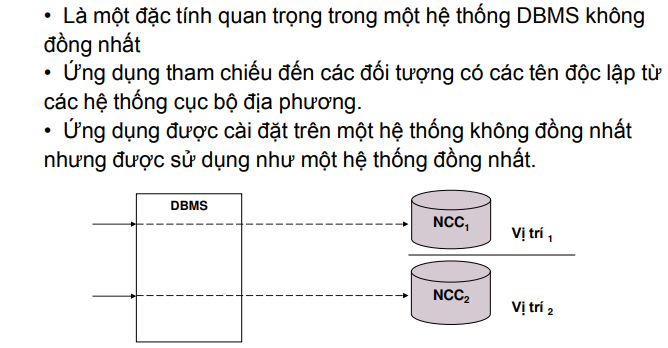 • Là một đặc tính quan trọng trong một hệ thống DBMS không
đồng nhất
• Ứng dụng tham chiếu đến các đối tượng có các tên độc lập từ
các hệ thống cục bộ địa phương.
• Ứng dụng được cài đặt trên một hệ thống không đồng nhất
nhưng được sử dụng như một hệ thống đồng nhất.
DBMS
NCC₁
Vị trí ₁
NCC₂
Vị trí ₂